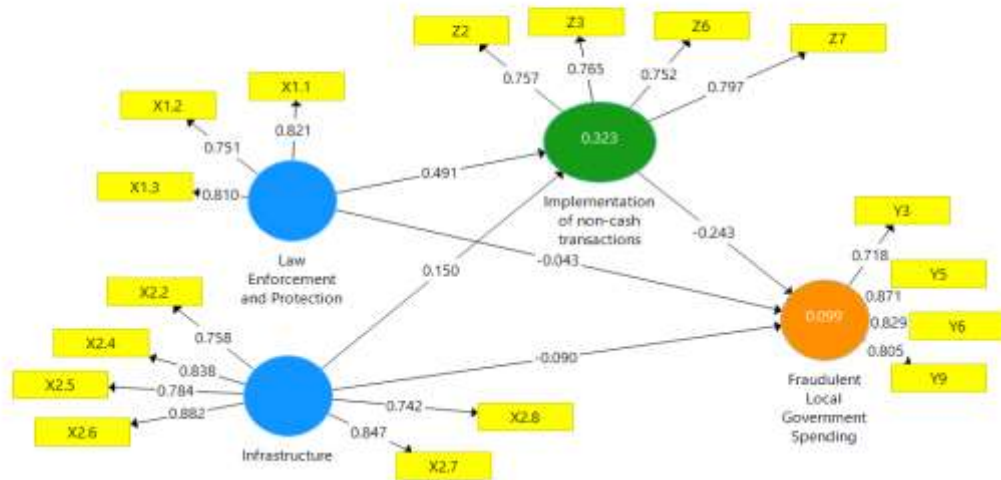 Z2
Z3
Z6
Z7
0.757
0.765
0.752
0.797
X1.1
X1.2
X1.3
0.821
0.751
0.810
0.323
0.491
Implementation
of non-cash
transactions
Law
Enforcement
and Protection
0.150
-0.043
-0.243
Y3
0.718
Y5
0.871
0.829
Y6
0.805
Y9
0.099
Fraudulent
Local
Government
Spending
X2.2
X2.4
X2.5
X2.6
0.758
0.838
0.784
0.882
-0.090
0.742
X2.8
0.847
X2.7
Infrastructure